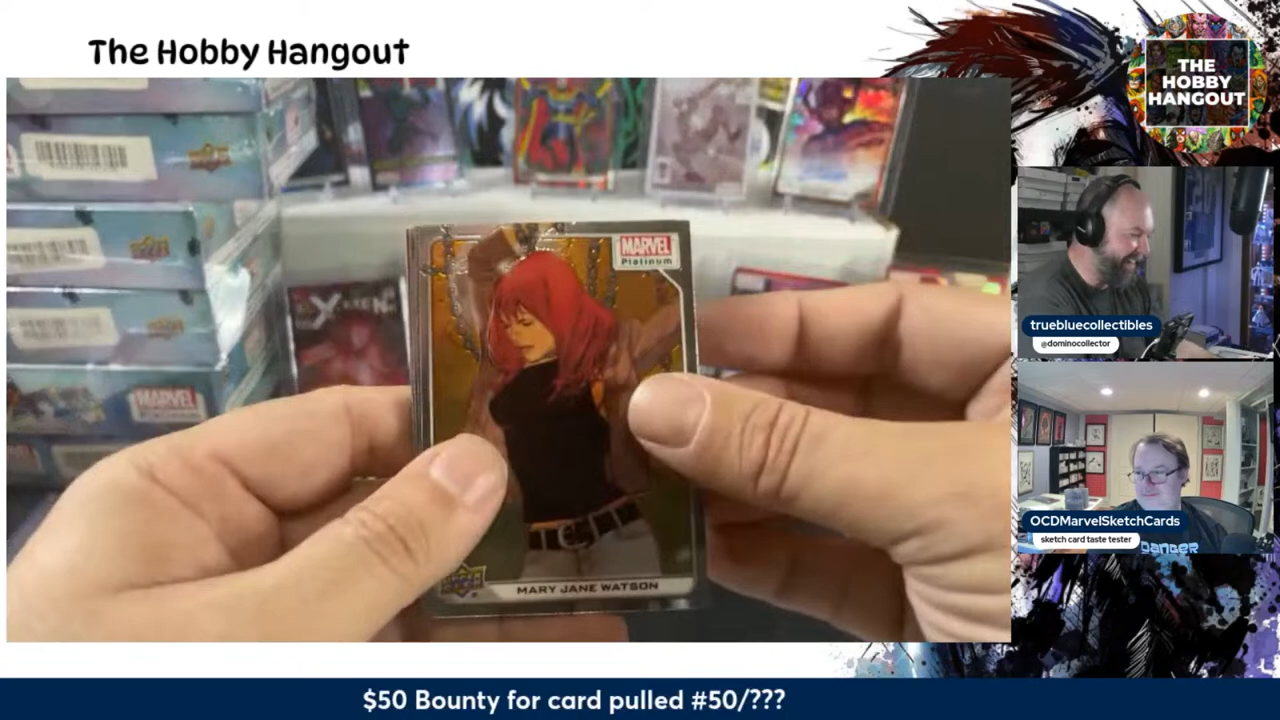 The Hobby Hangout
THE
HOBBY
HANGOUT
X-MEN
MARVEL
Platinum
MARVEL
MARY JANE WATSON
truebluecollectibles
@dominocollector
OCDMarvelSketchCards
sketch card taste tester
DANGER
$50 Bounty for card pulled #50/???